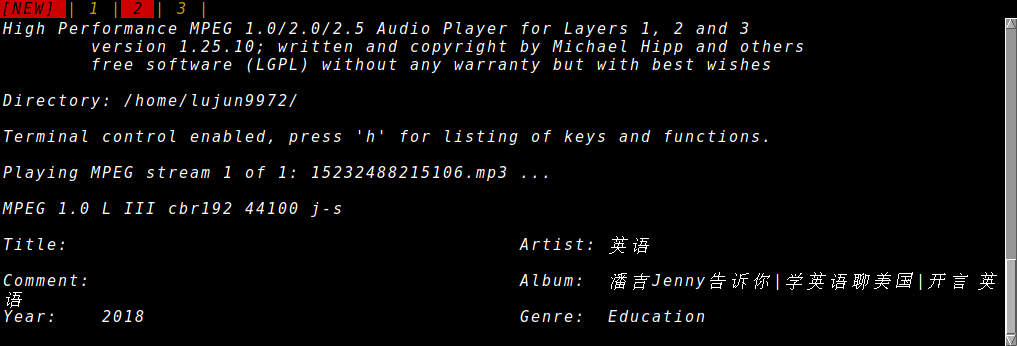 [NEW] | 1 | 2 | 3 |
High Performance MPEG 1.0/2.0/2.5 Audio Player for Layers 1, 2 and 3
version 1.25.10; written and copyright by Michael Hipp and others
free software (LGPL) without any warranty but with best wishes
Directory: /home/lujun9972/
Terminal control enabled, press 'h' for listing of keys and functions.
Playing MPEG stream 1 of 1: 15232488215106.mp3 ...
MPEG 1.0 L III cbr192 44100 j-s
Title: Artist: 英语
Comment: Album: 潘吉Jenny告诉你|学英语聊美国|开言 英
语
Year: 2018 Genre: Education